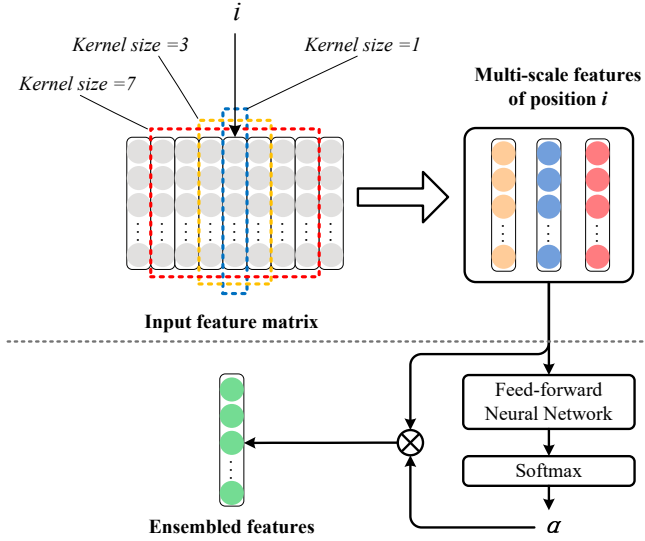 i
Kernel size =3
Kernel size =1
Kernel size =7
Multi-scale features
of position i
Input feature matrix
Feed-forward
Neural Network
Softmax
α
Ensembled features